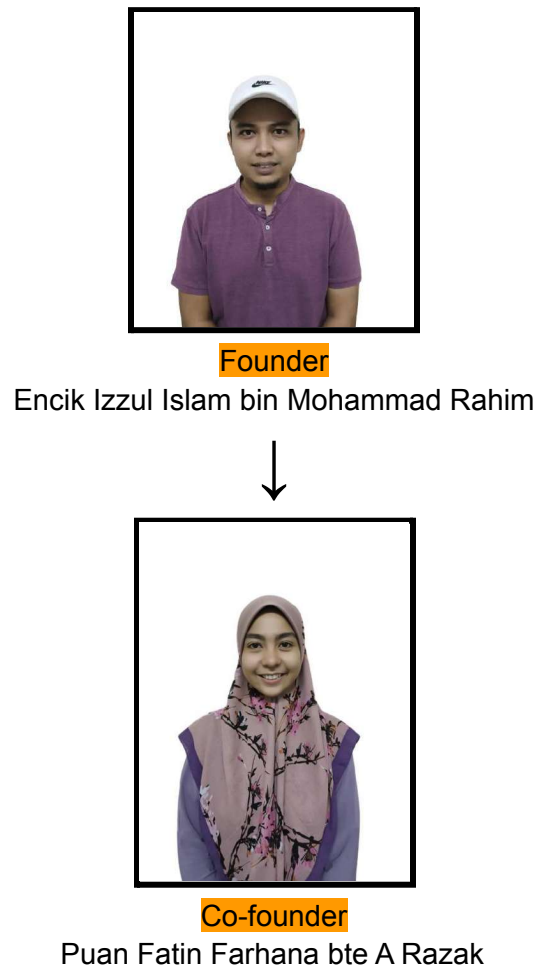 Founder
Encik Izzul Islam bin Mohammad Rahim
Co-founder
Puan Fatin Farhana bte A Razak